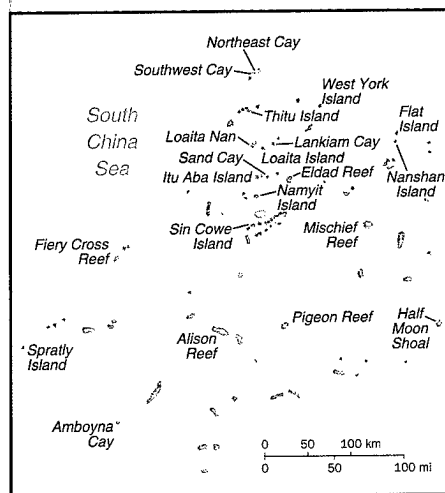 Northeast Cay
Southwest Cay
West York
Island
South
China
Sea
Thitu Island
Flat
Island
Loaita Nan
Lankiam Cay
Sand Cay
Loaita Island
Itu Aba Island
Eldad Reef
Nanshan
Island
Namyit
Island
Sin Cowe
Island
Mischief
Reef
Fiery Cross
Reef
Pigeon Reef
Half
Moon
Shoal
Spratly
Island
Alison
Reef
Amboyna
Cay
0 50 100 km
0 50 100 mi